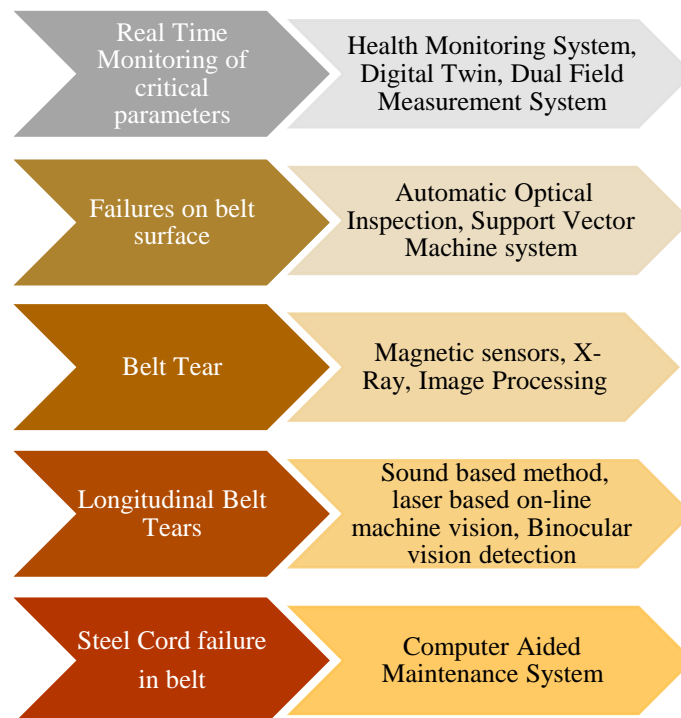 Real Time
Monitoring of
critical
parameters
Health Monitoring System,
Digital Twin, Dual Field
Measurement System
Failures on belt
surface
Automatic Optical
Inspection, Support Vector
Machine system
Belt Tear
Magnetic sensors, X-
Ray, Image Processing
Longitudinal Belt
Tears
Sound based method,
laser based on-line
machine vision, Binocular
vision detection
Steel Cord failure
in belt
Computer Aided
Maintenance System